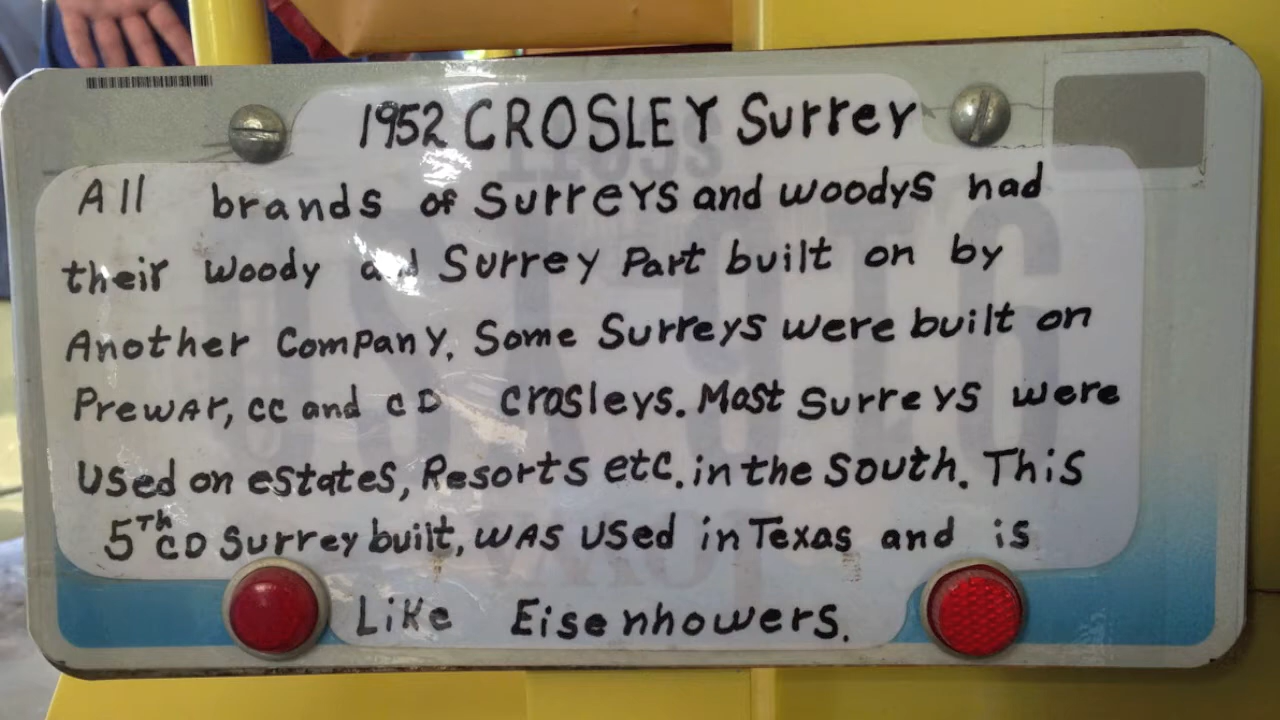 1952 CROSLEY Surrey
All brands of Surreys and woodys had
their Woody and Surrey Part built on by
Another Company. Some Surreys were built on
Prewar, CC and CD Crosleys. Most Surreys were
Used on estates, Resorts etc. in the South. This
5Th CD Surrey built, WAS USed in Texas and is
Like Eisenhowers.